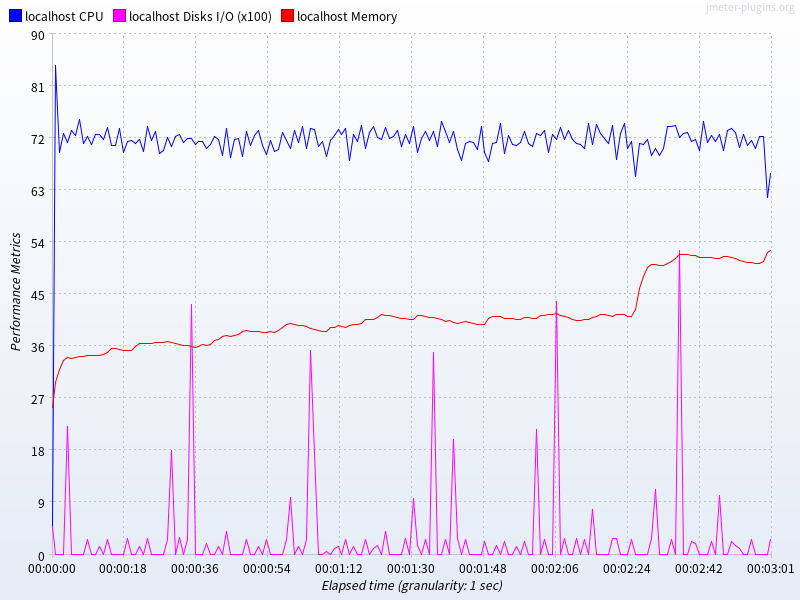 jmeter-plugins.org
localhost CPU localhost Disks I/O (x100) localhost Memory
90
81
72
63
54
45
36
27
18
9
0
Performance Metrics
00:00:00 00:00:18 00:00:36 00:00:54 00:01:12 00:01:30 00:01:48 00:02:06 00:02:24 00:02:42 00:03:01
Elapsed time (granularity: 1 sec)